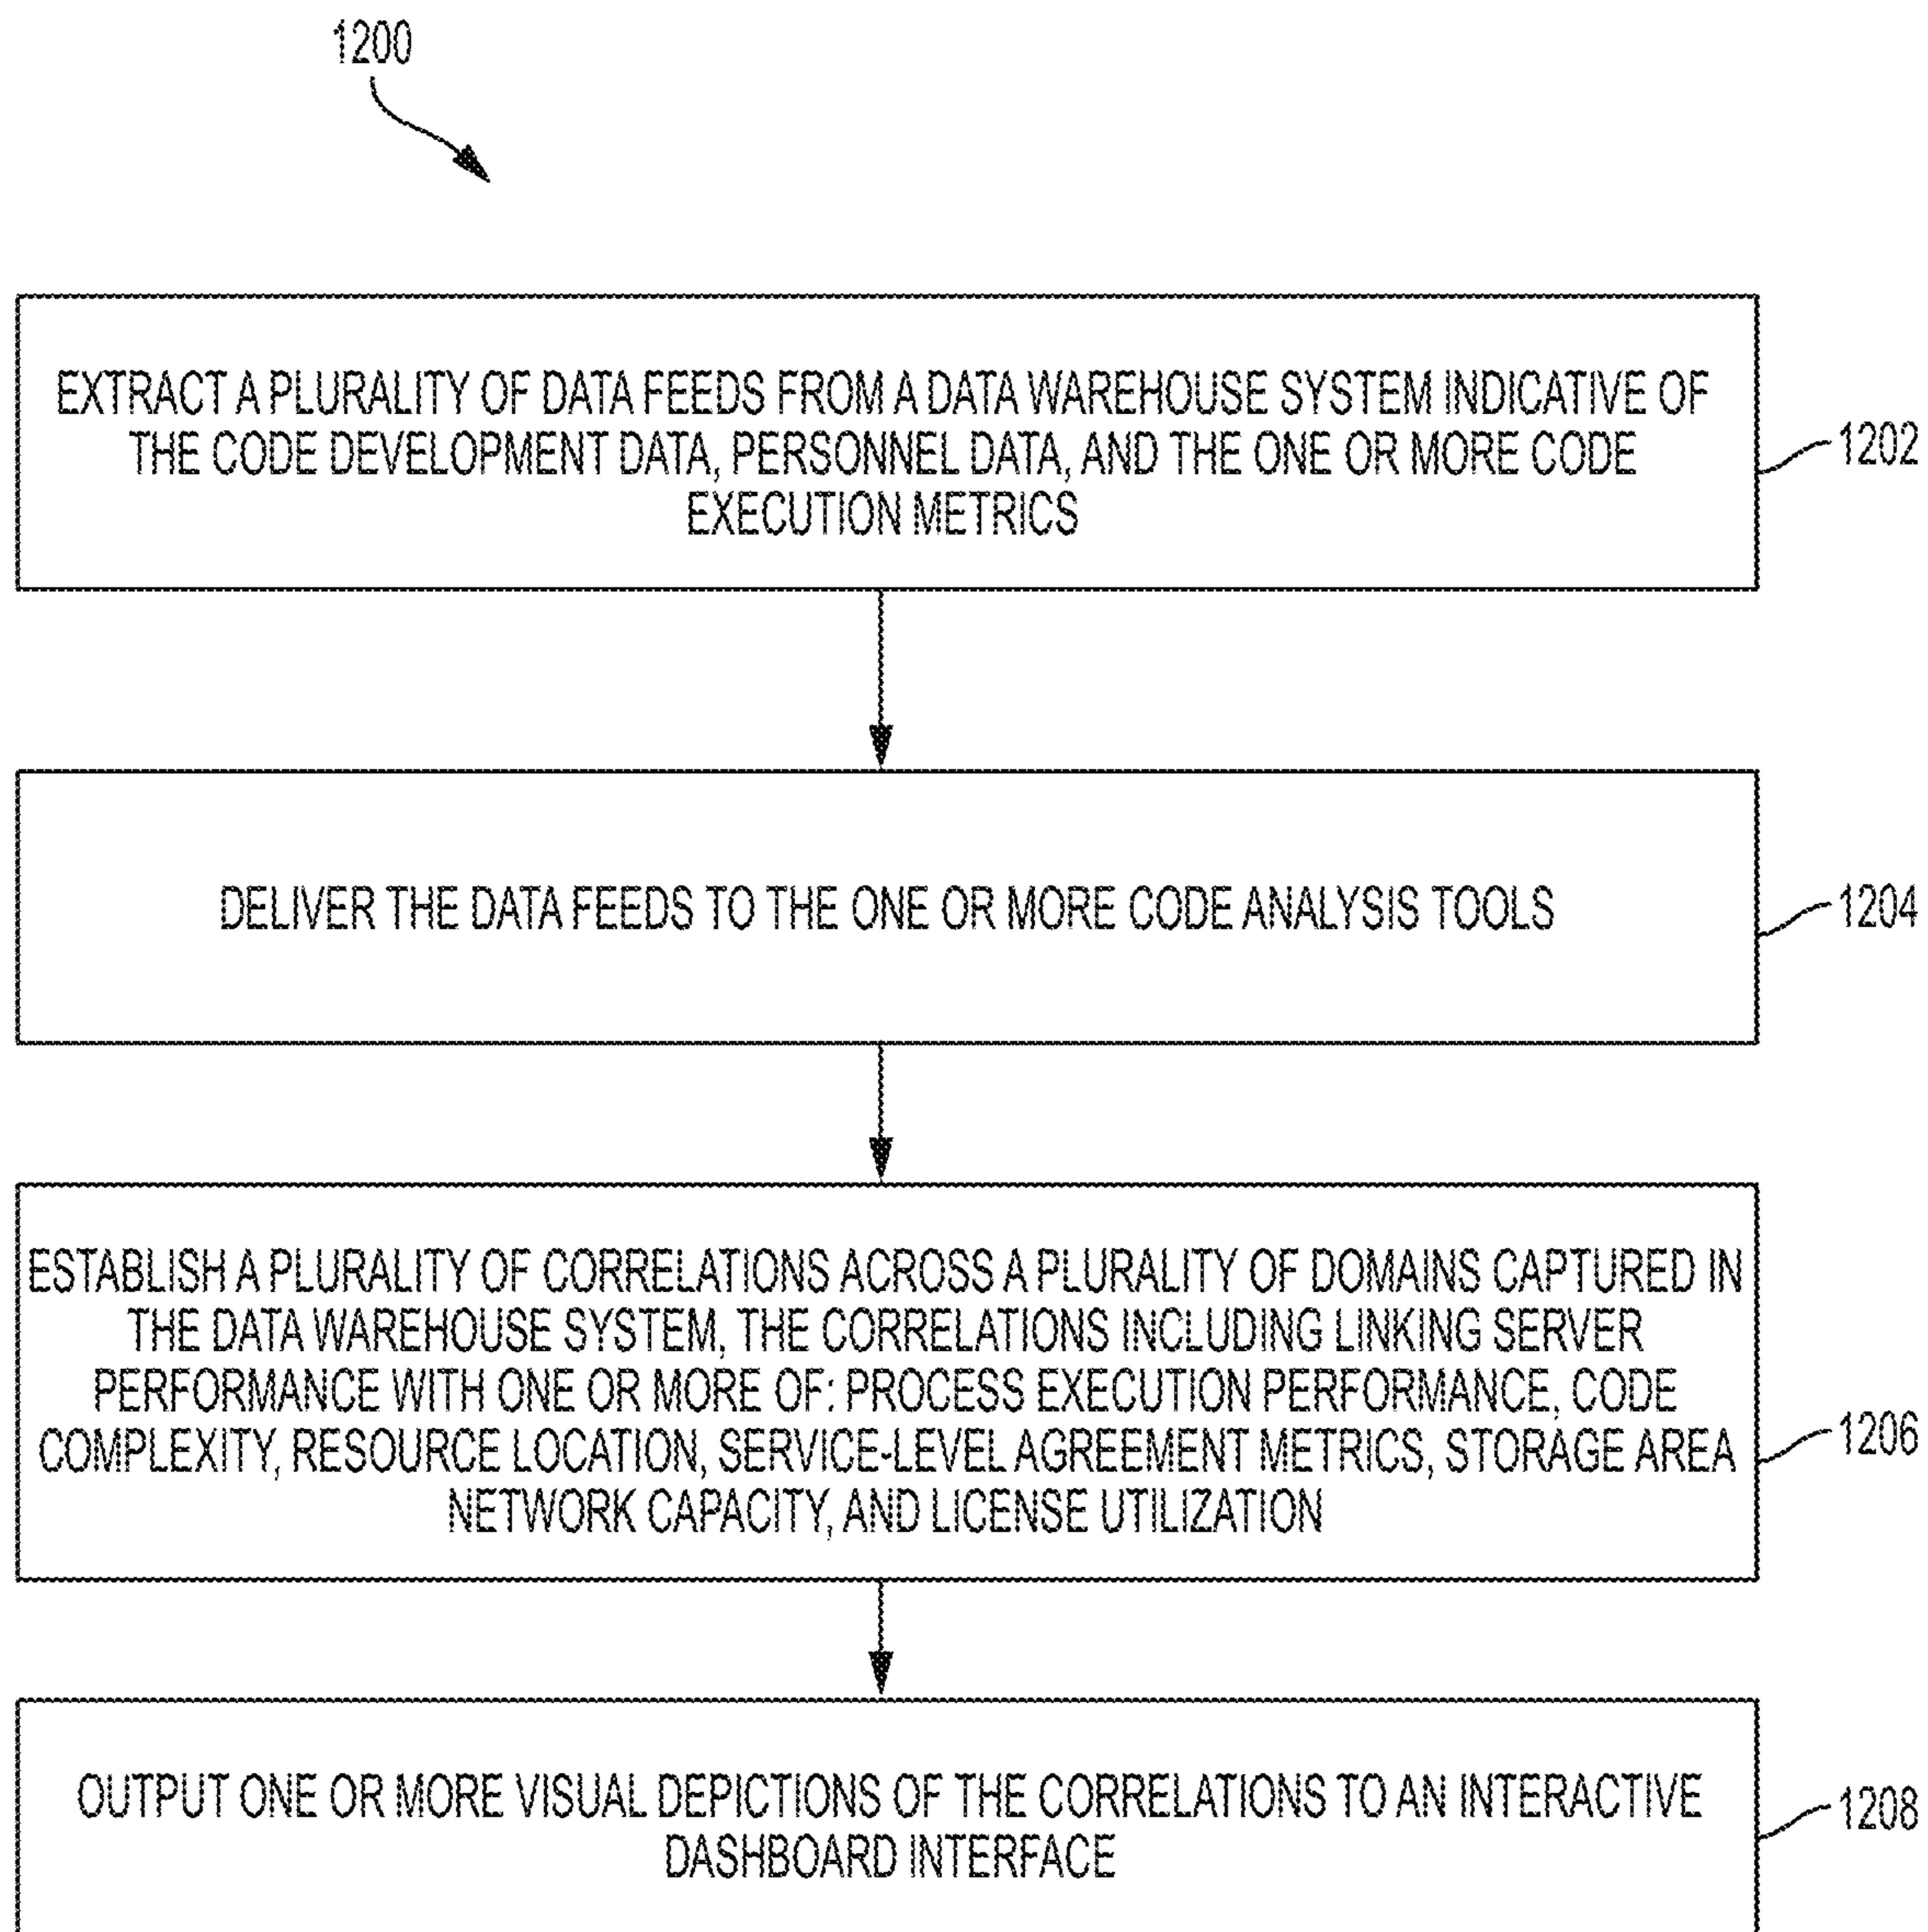 1200
EXTRACT A PLURALITY OF DATA FEEDS FROM A DATA WAREHOUSE SYSTEM INDICATIVE OF
THE CODE DEVELOPMENT DATA, PERSONNEL DATA, AND THE ONE OR MORE CODE
EXECUTION METRICS
1202
DELIVER THE DATA FEEDS TO THE ONE OR MORE CODE ANALYSIS TOOLS
1204
ESTABLISH A PLURALITY OF CORRELATIONS ACROSS A PLURALITY OF DOMAINS CAPTURED IN
THE DATA WAREHOUSE SYSTEM, THE CORRELATIONS INCLUDING LINKING SERVER
PERFORMANCE WITH ONE OR MORE OF: PROCESS EXECUTION PERFORMANCE, CODE
COMPLEXITY, RESOURCE LOCATION, SERVICE-LEVEL AGREEMENT METRICS, STORAGE AREA
NETWORK CAPACITY, AND LICENSE UTILIZATION
1206
OUTPUT ONE OR MORE VISUAL DEPICTIONS OF THE CORRELATIONS TO AN INTERACTIVE
DASHBOARD INTERFACE
1208